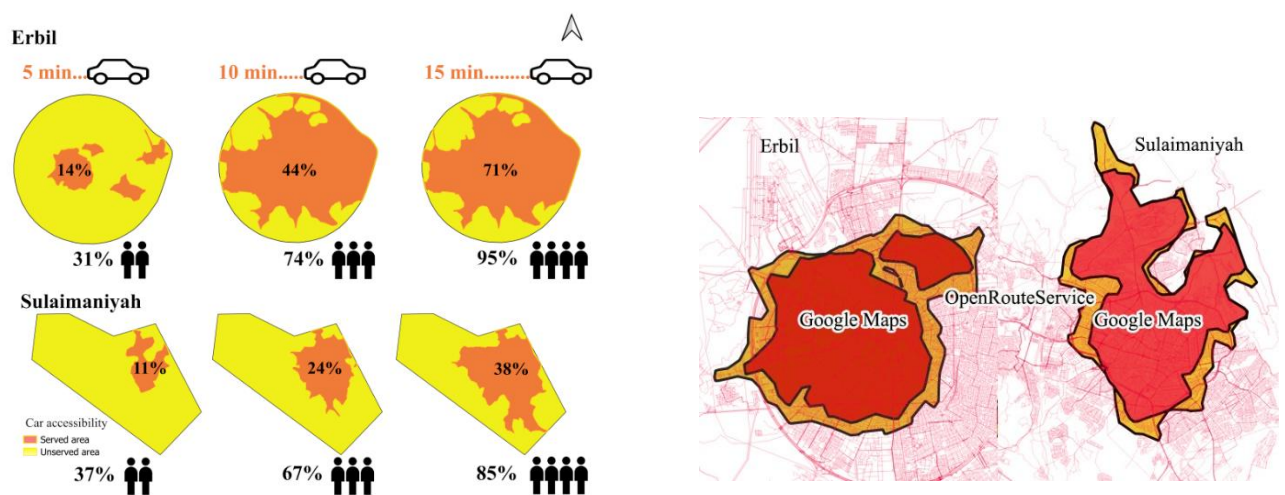 Erbil
5 min...
10 min.....
15 min.........
14%
44%
71%
31%
74%
95%
Sulaimaniyah
11%
24%
38%
Car accessibility
Served area
Unserved area
37%
67%
85%
Erbil
Sulaimaniyah
OpenRouteService
Google Maps
Google Maps